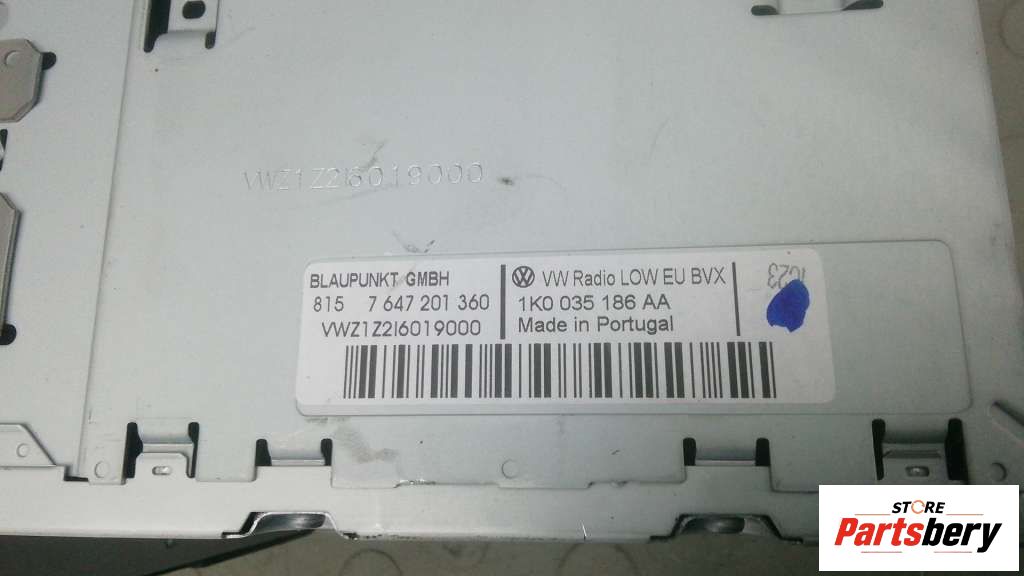 VWZ1Z2I6019000
BLAUPUNKT GMBH
815 7 647 201 360
VWZ1Z2I6019000
VW Radio LOW EU BVX
1K0 035 186 AA
Made in Portugal
STORE
Partsbery